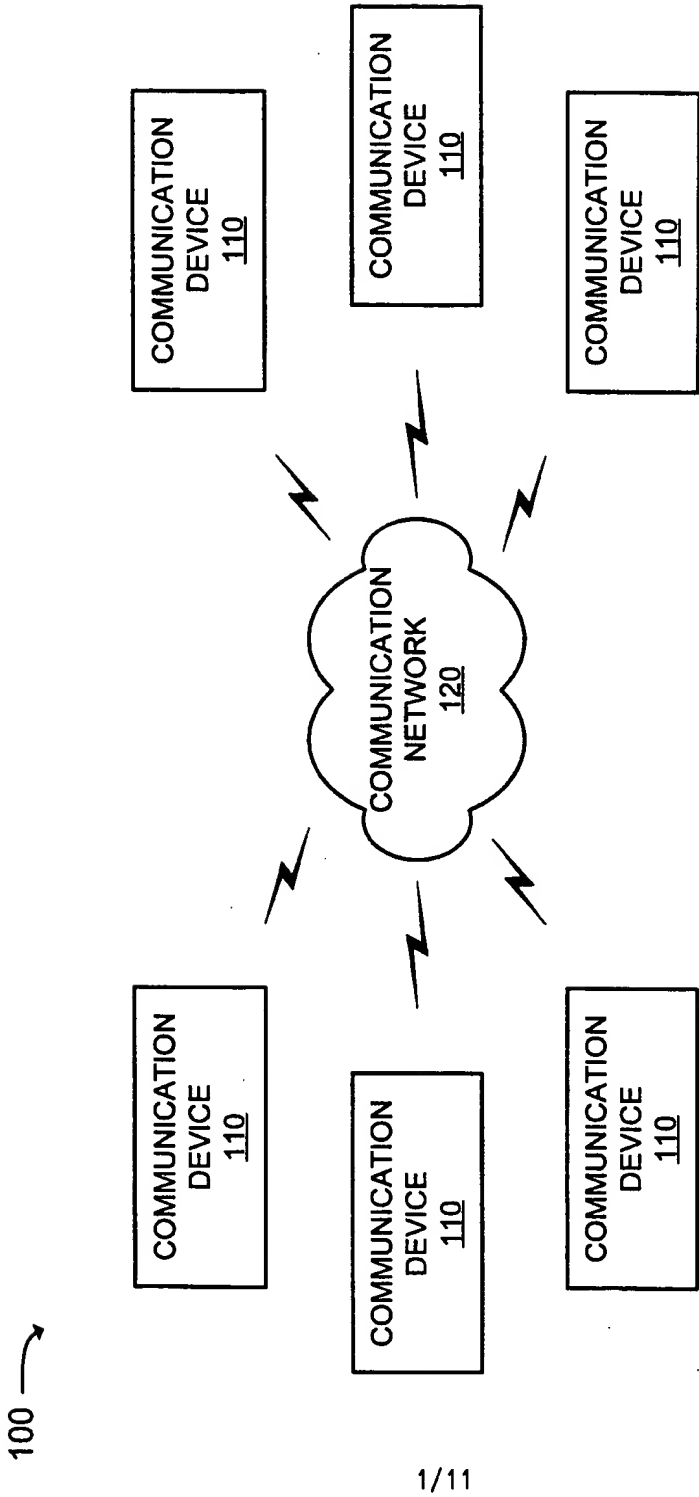 100
COMMUNICATION
DEVICE
110
COMMUNICATION
DEVICE
110
COMMUNICATION
DEVICE
110
COMMUNICATION
NETWORK
120
COMMUNICATION
DEVICE
110
COMMUNICATION
DEVICE
110
COMMUNICATION
DEVICE
110
1/11